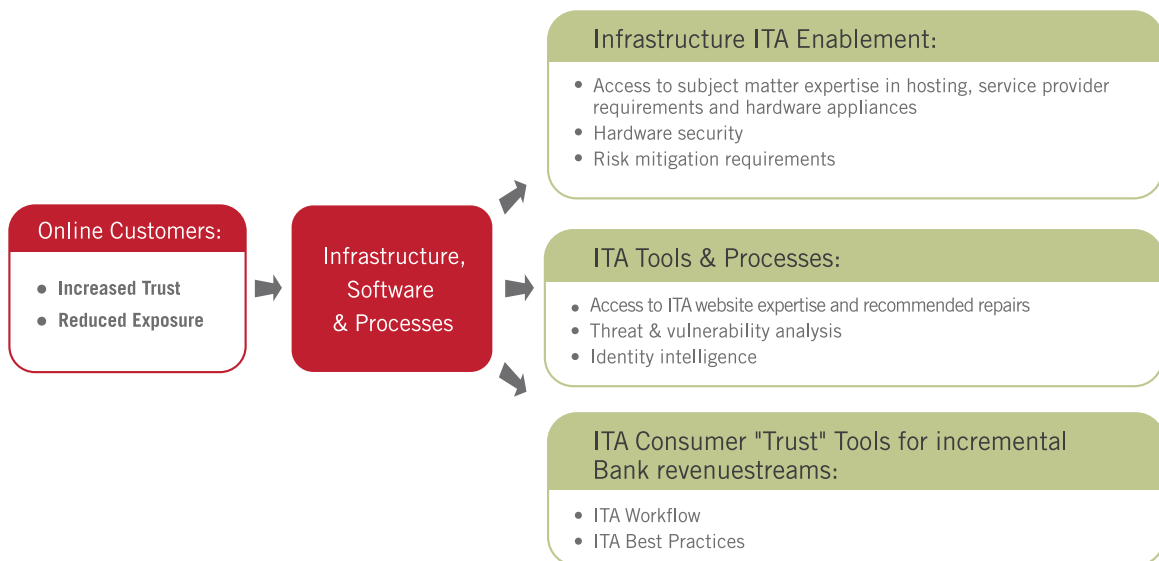 Online Customers:
• Increased Trust
• Reduced Exposure
Infrastructure,
Software
& Processes
Infrastructure ITA Enablement:
• Access to subject matter expertise in hosting, service provider
requirements and hardware appliances
• Hardware security
• Risk mitigation requirements
ITA Tools & Processes:
• Access to ITA website expertise and recommended repairs
• Threat & vulnerability analysis
• Identity intelligence
ITA Consumer "Trust" Tools for incremental
Bank revenuestreams:
• ITA Workflow
• ITA Best Practices